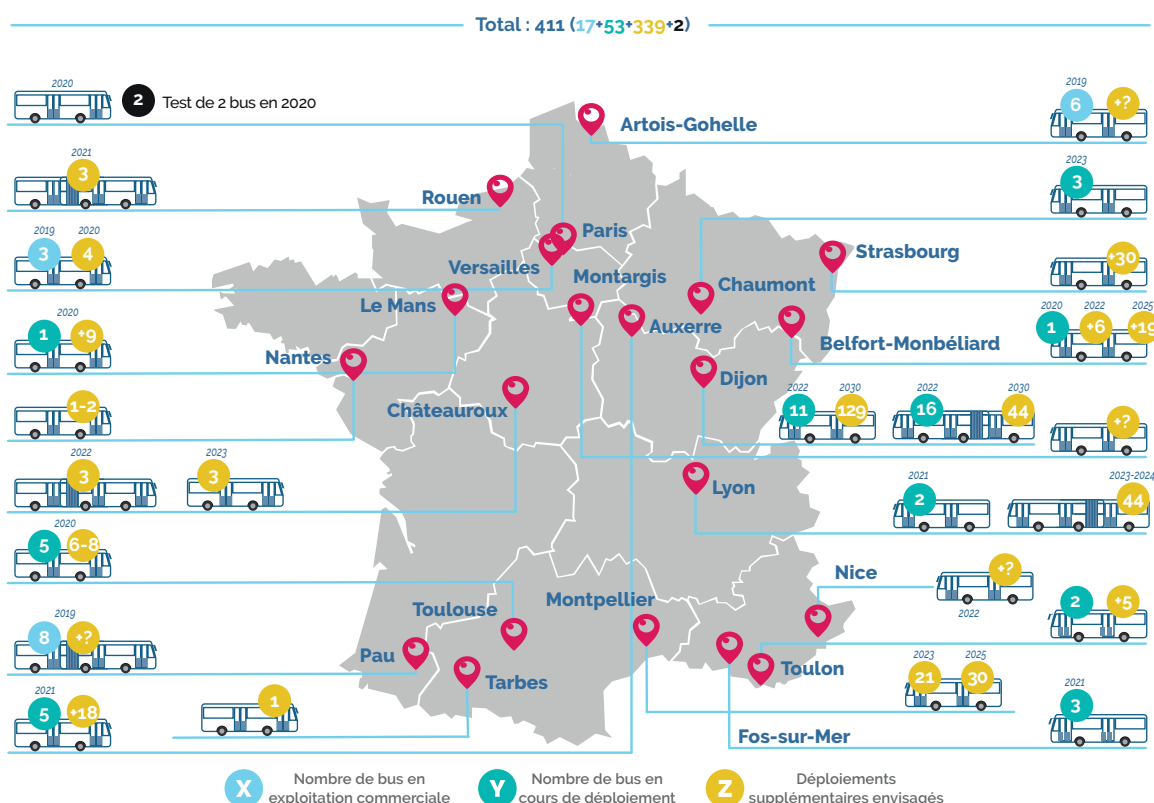 Total : 411 (17+53+339+2)
2020
2 Test de 2 bus en 2020
2021
3
2019 2020
3 4
2020
1 +9
1-2
2022 2023
3 3
2020
5 6-8
2019
8 +?
2021
5 +18
1
Artois-Gohelle
Rouen
Paris
Versailles
Montargis
Strasbourg
Chaumont
Le Mans
Auxerre
Belfort-Monbéliard
Nantes
Dijon
Châteauroux
Lyon
Nice
Montpellier
Toulouse
Pau
Tarbes
Toulon
Fos-sur-Mer
2019
6 +?
2023
3
+30
2020 2022 2025
1 +6 +19
2022 2030 2022 2030
11 129 16 44
+?
2021 2023-2024
2 44
+?
2022
2 +5
2023 2025
21 30
2021
3
X Nombre de bus en
exploitation commerciale
Y Nombre de bus en
cours de déploiement
Z Déploiements
supplémentaires envisagés